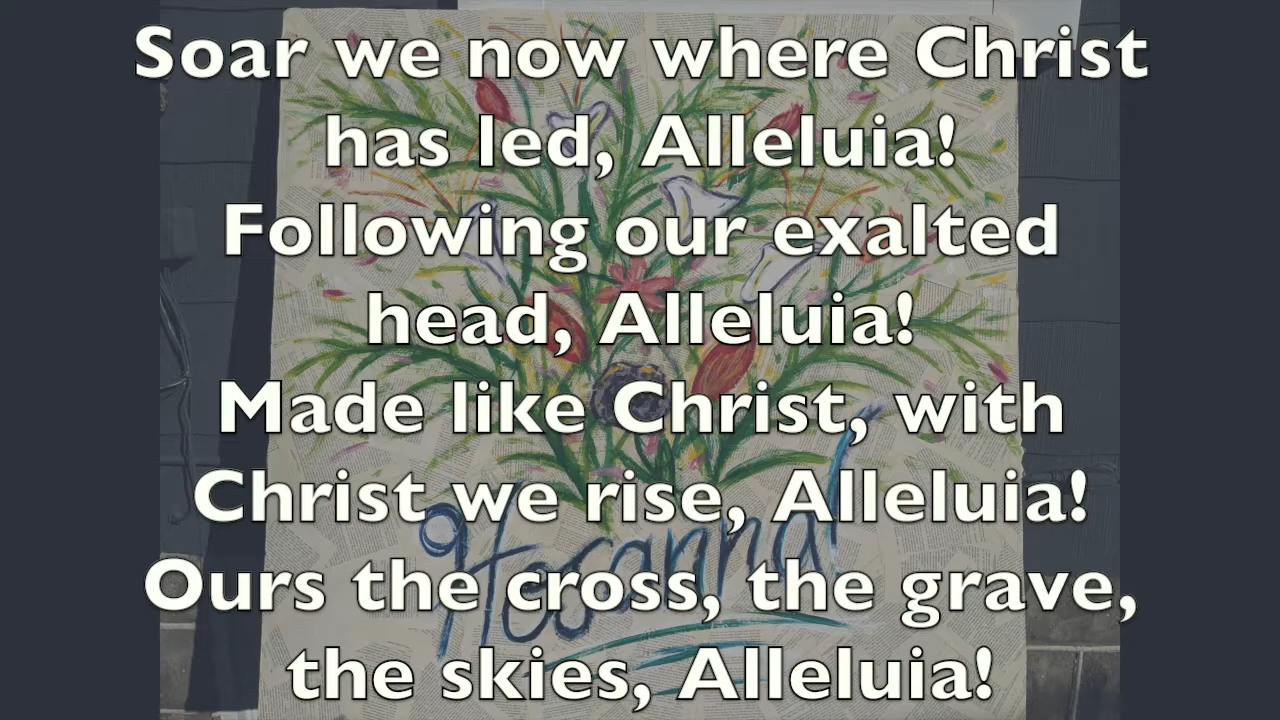 Soar we now where Christ
has led, Alleluia!
Following our exalted
head, Alleluia!
Made like Christ, with
Christ we rise, Alleluia!
Hosanna!
Ours the cross, the grave,
the skies, Alleluia!